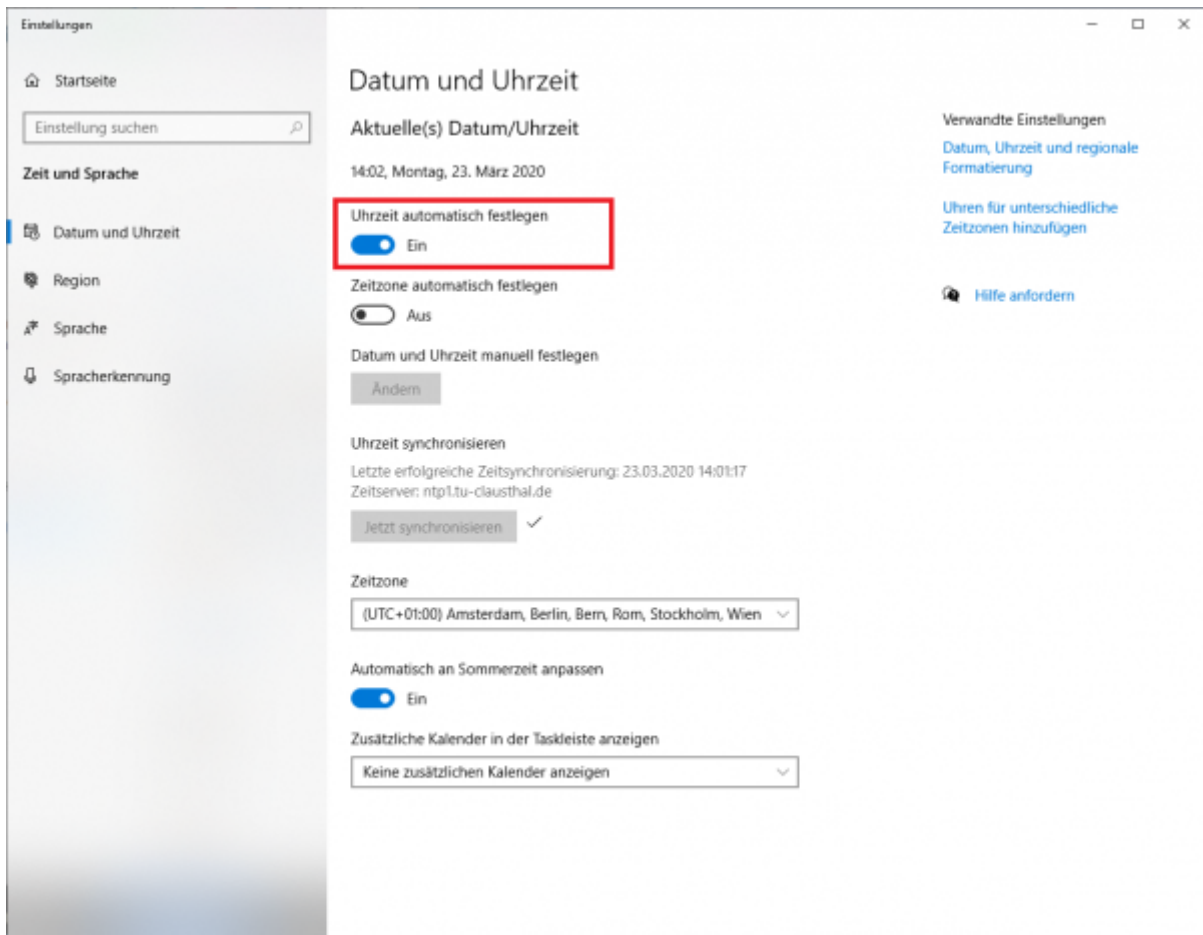 Einstellungen
Startseite
Einstellung suchen
Zeit und Sprache
Datum und Uhrzeit
Region
Sprache
Spracherkennung
Datum und Uhrzeit
Aktuelle(s) Datum/Uhrzeit
14:02, Montag, 23. März 2020
Uhrzeit automatisch festlegen
Ein
Zeitzone automatisch festlegen
Aus
Datum und Uhrzeit manuell festlegen
Ändern
Uhrzeit synchronisieren
Letzte erfolgreiche Zeitsynchronisierung: 23.03.2020 14:01:17
Zeitserver: ntp1.tu-clausthal.de
Jetzt synchronisieren
Zeitzone
(UTC+01:00) Amsterdam, Berlin, Bern, Rom, Stockholm, Wien
Automatisch an Sommerzeit anpassen
Ein
Zusätzliche Kalender in der Taskleiste anzeigen
Keine zusätzlichen Kalender anzeigen
Verwandte Einstellungen
Datum, Uhrzeit und regionale
Formatierung
Uhren für unterschiedliche
Zeitzonen hinzufügen
Hilfe anfordern